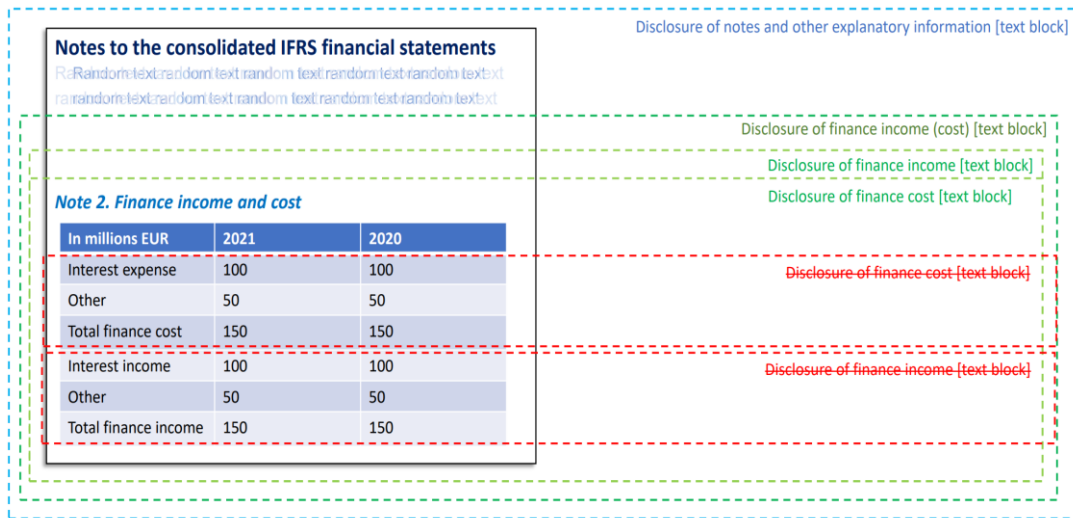 Disclosure of notes and other explanatory information [text block]
Notes to the consolidated IFRS financial statements
Random text random text random text random text random text
random text random text random text random text random text
Disclosure of finance income (cost) [text block]
Disclosure of finance income [text block]
Disclosure of finance cost [text block]
Note 2. Finance income and cost
In millions EUR 2021 2020
Interest expense 100 100
Disclosure of finance cost [text block]
Other 50 50
Total finance cost 150 150
Interest income 100 100
Disclosure of finance income [text block]
Other 50 50
Total finance income 150 150